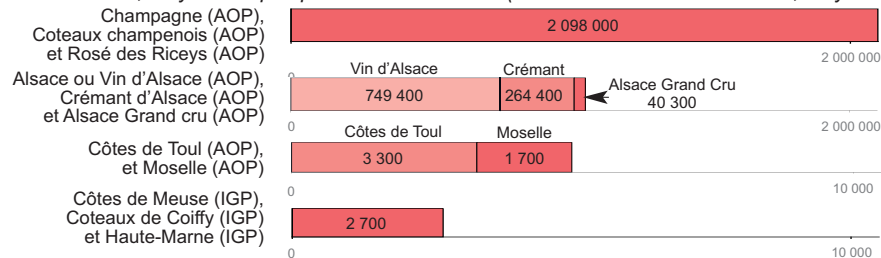 Champagne (AOP),
Coteaux champenois (AOP)
et Rosé des Riceys (AOP)
2 098 000
2 000 000
0
Alsace ou Vin d'Alsace (AOP),
Crémant d'Alsace (AOP)
et Alsace Grand cru (AOP)
Vin d'Alsace
Crémant
749 400
264 400
Alsace Grand Cru
40 300
0
2 000 000
Côtes de Toul (AOP),
et Moselle (AOP)
Côtes de Toul
Moselle
3 300
1 700
0
10 000
Côtes de Meuse (IGP),
Coteaux de Coiffy (IGP)
et Haute-Marne (IGP)
2 700
0
10 000